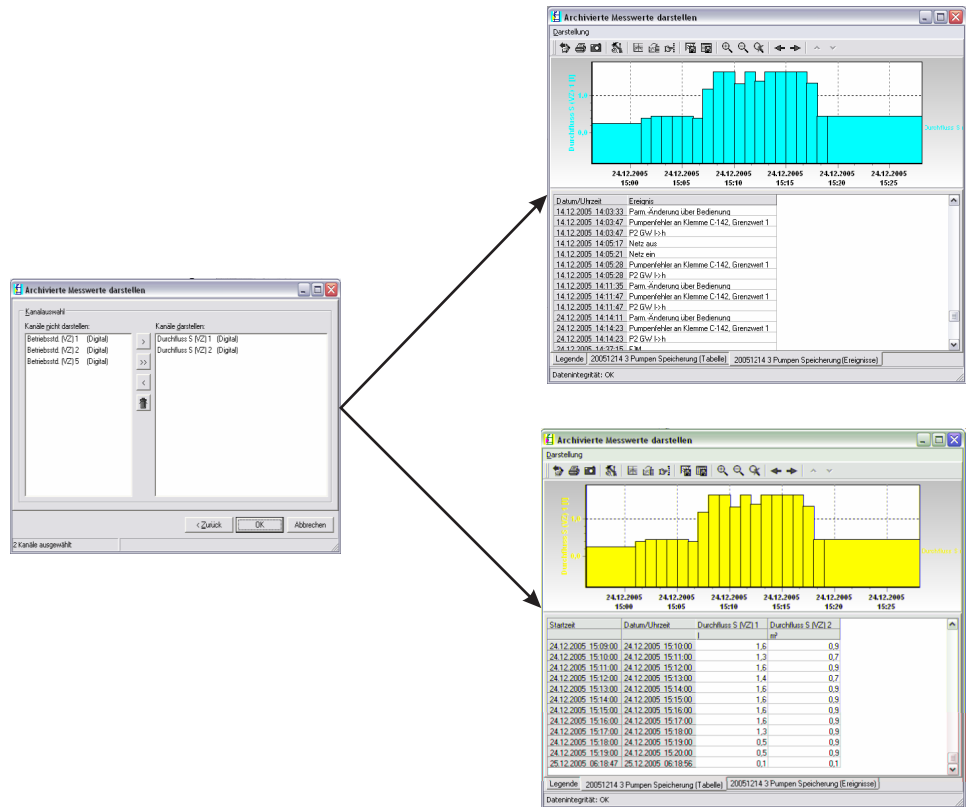 Archivierte Messwerte darstellen
Kanalauswahl
Kanäle nicht darstellen:
Betriebsstd. (VZ) 1 (Digital)
Betriebsstd. (VZ) 2 (Digital)
Betriebsstd. (VZ) 5 (Digital)
>
>>
<
Kanäle darstellen:
Durchfluss S (VZ) 1 (Digital)
Durchfluss S (VZ) 2 (Digital)
< Zurück OK Abbrechen
2 Kanäle ausgewählt
Archivierte Messwerte darstellen
Darstellung
Durchfluss S (VZ) 1 [l]
1,0
0,0
Durchfluss S
24.12.2005 24.12.2005 24.12.2005 24.12.2005 24.12.2005 24.12.2005
15:00 15:05 15:10 15:15 15:20 15:25
Datum/Uhrzeit Ereignis
14.12.2005 14:03:33 Parm.-Änderung über Bedienung
14.12.2005 14:03:47 Pumpenfehler an Klemme C-142, Grenzwert 1
14.12.2005 14:03:47 P2 GW l->h
14.12.2005 14:05:17 Netz aus
14.12.2005 14:05:21 Netz ein
14.12.2005 14:05:28 Pumpenfehler an Klemme C-142, Grenzwert 1
14.12.2005 14:05:28 P2 GW l->h
14.12.2005 14:11:35 Parm.-Änderung über Bedienung
14.12.2005 14:11:47 Pumpenfehler an Klemme C-142, Grenzwert 1
14.12.2005 14:11:47 P2 GW l->h
24.12.2005 14:14:11 Parm.-Änderung über Bedienung
24.12.2005 14:14:23 Pumpenfehler an Klemme C-142, Grenzwert 1
24.12.2005 14:14:23 P2 GW l->h
24.12.2005 14:37:15
Legende 20051214 3 Pumpen Speicherung (Tabelle) 20051214 3 Pumpen Speicherung (Ereignisse)
Datenintegrität: OK
Archivierte Messwerte darstellen
Darstellung
Durchfluss S (VZ) 1 [l]
1,0
0,0
24.12.2005 24.12.2005 24.12.2005 24.12.2005 24.12.2005 24.12.2005
15:00 15:05 15:10 15:15 15:20 15:25
Startzeit Datum/Uhrzeit Durchfluss S (VZ) 1 Durchfluss S (VZ) 2
l m³
24.12.2005 15:09:00 24.12.2005 15:10:00 1,6 0,9
24.12.2005 15:10:00 24.12.2005 15:11:00 1,3 0,7
24.12.2005 15:11:00 24.12.2005 15:12:00 1,6 0,9
24.12.2005 15:12:00 24.12.2005 15:13:00 1,4 0,7
24.12.2005 15:13:00 24.12.2005 15:14:00 1,6 0,9
24.12.2005 15:14:00 24.12.2005 15:15:00 1,6 0,9
24.12.2005 15:15:00 24.12.2005 15:16:00 1,6 0,9
24.12.2005 15:16:00 24.12.2005 15:17:00 1,6 0,9
24.12.2005 15:17:00 24.12.2005 15:18:00 1,3 0,9
24.12.2005 15:18:00 24.12.2005 15:19:00 0,5 0,9
24.12.2005 15:19:00 24.12.2005 15:20:00 0,5 0,9
25.12.2005 06:18:47 25.12.2005 06:18:56 0,1 0,1
Legende 20051214 3 Pumpen Speicherung (Tabelle) 20051214 3 Pumpen Speicherung (Ereignisse)
Datenintegrität: OK